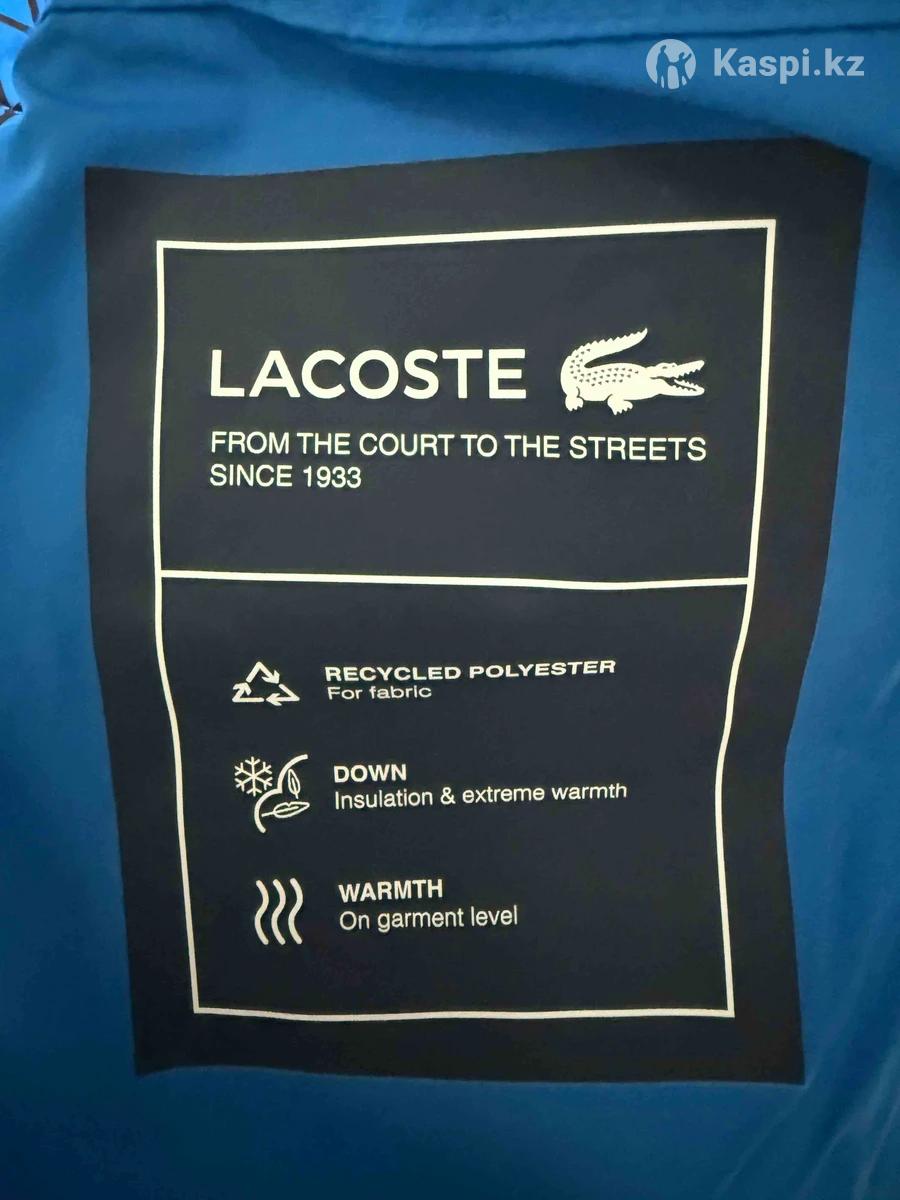 Kaspi.kz
LACOSTE
FROM THE COURT TO THE STREETS
SINCE 1933
RECYCLED POLYESTER
For fabric
DOWN
Insulation & extreme warmth
WARMTH
On garment level